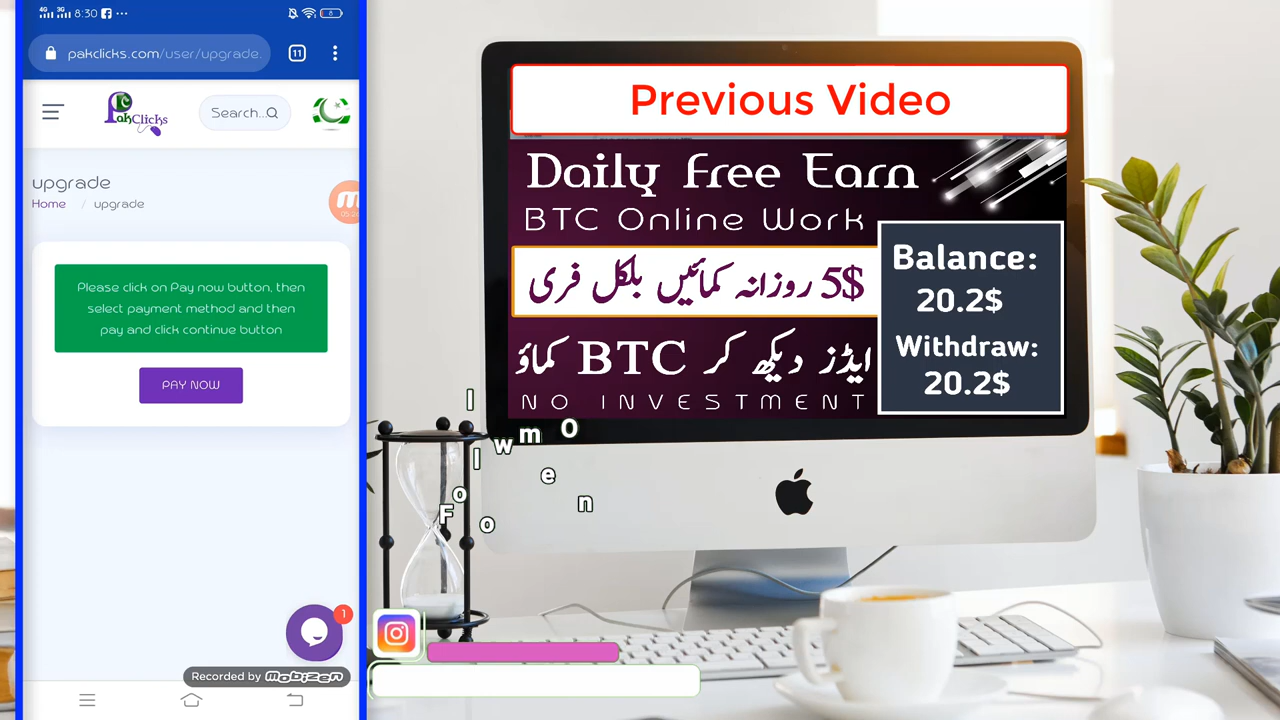 4G 3G 8:30
pakclicks.com/user/upgrade.
11
PakClicks
Search...
upgrade
Home / upgrade
Please click on Pay now button, then
select payment method and then
pay and click continue button
PAY NOW
1
Recorded by MOBIZEN
Previous Video
Daily Free Earn
BTC Online Work
5$ روزانہ کمائیں بلکل فری
ایڈز دیکھ کر BTC کماؤ
NO INVESTMENT
Balance:
20.2$
Withdraw:
20.2$
l
w m O
l
e
o
n
F
o